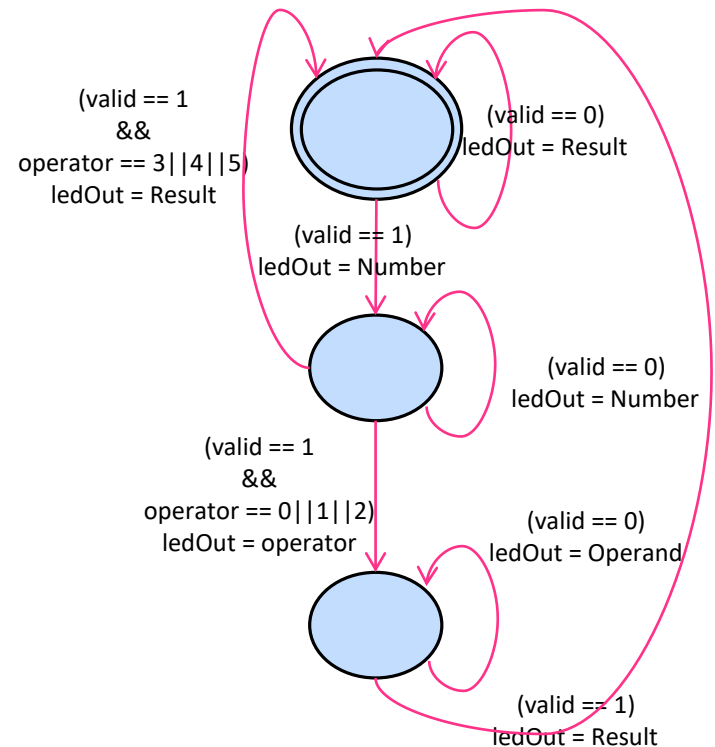 (valid == 1
&&
operator == 3||4||5)
ledOut = Result
(valid == 0)
ledOut = Result
(valid == 1)
ledOut = Number
(valid == 0)
ledOut = Number
(valid == 1
&&
operator == 0||1||2)
ledOut = operator
(valid == 0)
ledOut = Operand
(valid == 1)
ledOut = Result